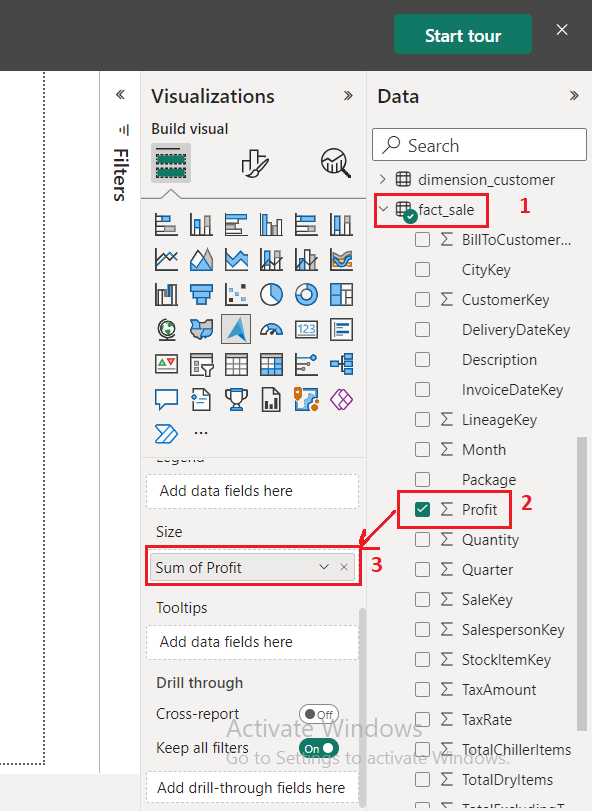 Start tour
Filters
Visualizations
Build visual
123
Legend
Add data fields here
Size
Sum of Profit
3
Tooltips
Add data fields here
Drill through
Cross-report
Off
Keep all filters
On
Add drill-through fields here
Data
Search
dimension_customer
fact_sale
1
BillToCustomer...
CityKey
CustomerKey
DeliveryDateKey
Description
InvoiceDateKey
LineageKey
Month
Package
Profit
2
Quantity
Quarter
SaleKey
SalespersonKey
StockItemKey
TaxAmount
TaxRate
TotalChillerItems
TotalDryItems
TotalExcludingT...
Activate Windows
Go to Settings to activate Windows.